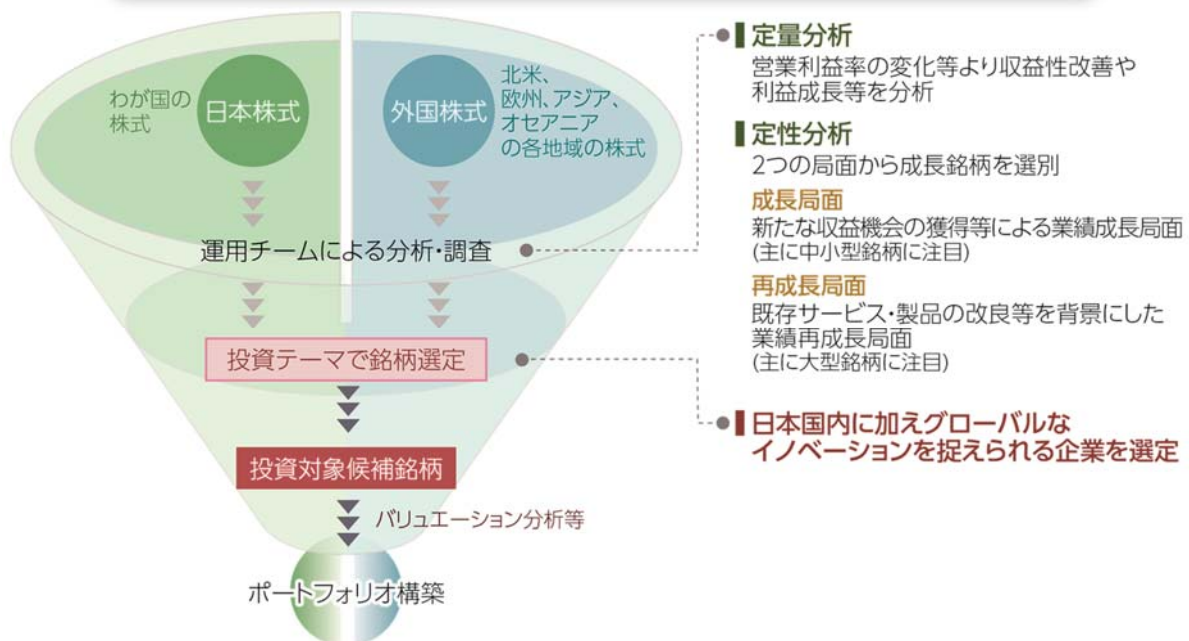 わが国の
株式
日本株式
外国株式
北米、
欧州、アジア、
オセアニア
の各地域の株式
運用チームによる分析・調査
投資テーマで銘柄選定
投資対象候補銘柄
バリュエーション分析等
ポートフォリオ構築
定量分析
営業利益率の変化等より収益性改善や
利益成長等を分析
定性分析
2つの局面から成長銘柄を選別
成長局面
新たな収益機会の獲得等による業績成長局面
(主に中小型銘柄に注目)
再成長局面
既存サービス・製品の改良等を背景にした
業績再成長局面
(主に大型銘柄に注目)
日本国内に加えグローバルな
イノベーションを捉えられる企業を選定